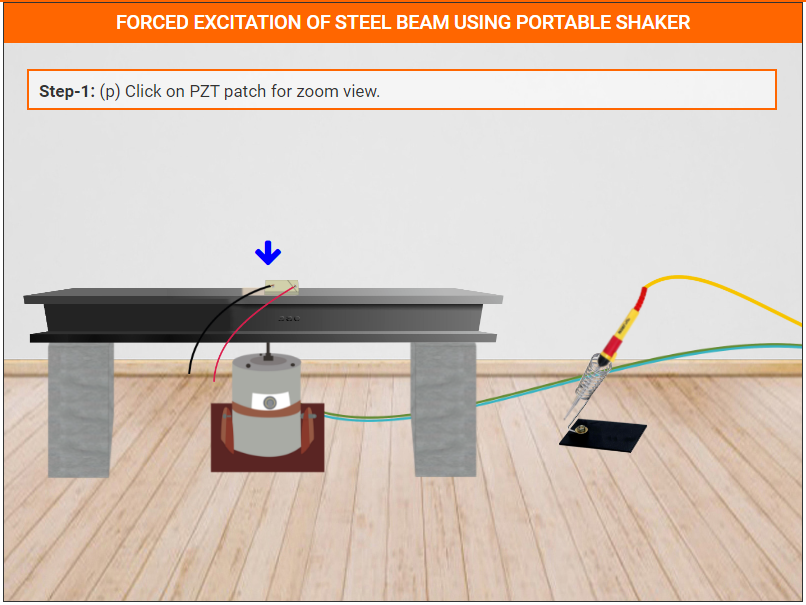 FORCED EXCITATION OF STEEL BEAM USING PORTABLE SHAKER
Step-1: (p) Click on PZT patch for zoom view.